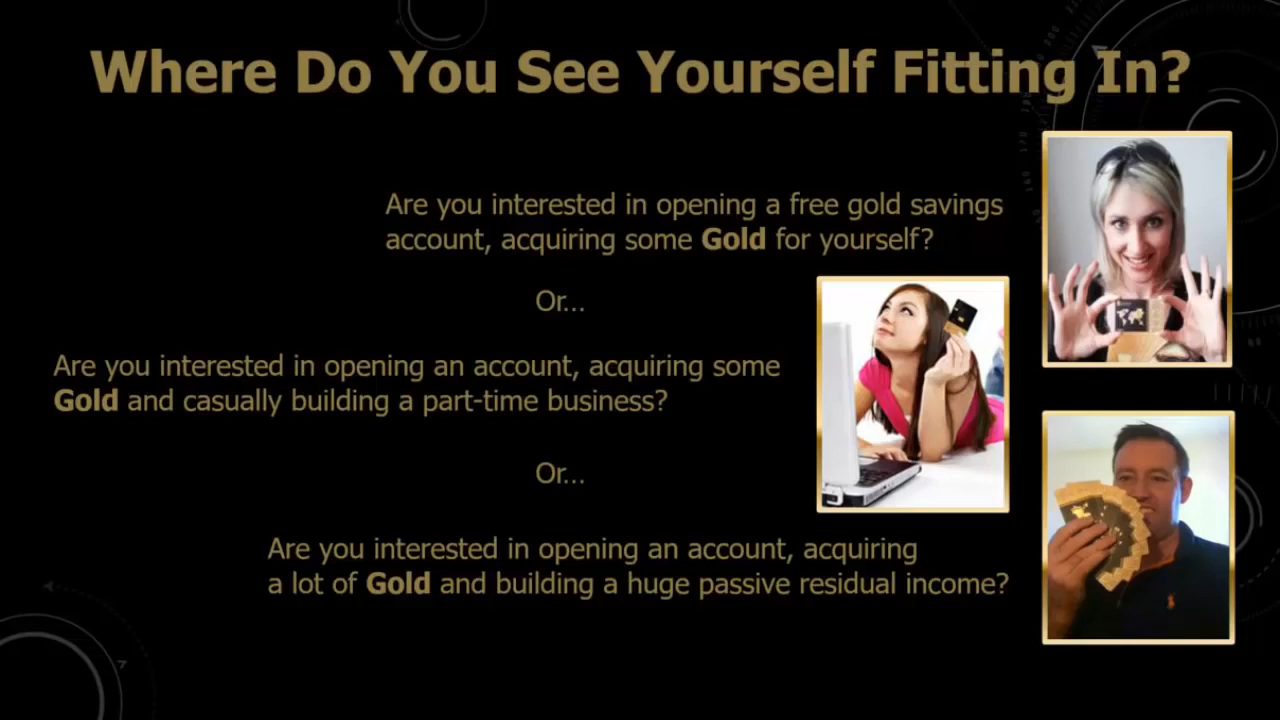 Where Do You See Yourself Fitting In?
Are you interested in opening a free gold savings
account, acquiring some Gold for yourself?
Or...
Are you interested in opening an account, acquiring some
Gold and casually building a part-time business?
Or...
Are you interested in opening an account, acquiring
a lot of Gold and building a huge passive residual income?